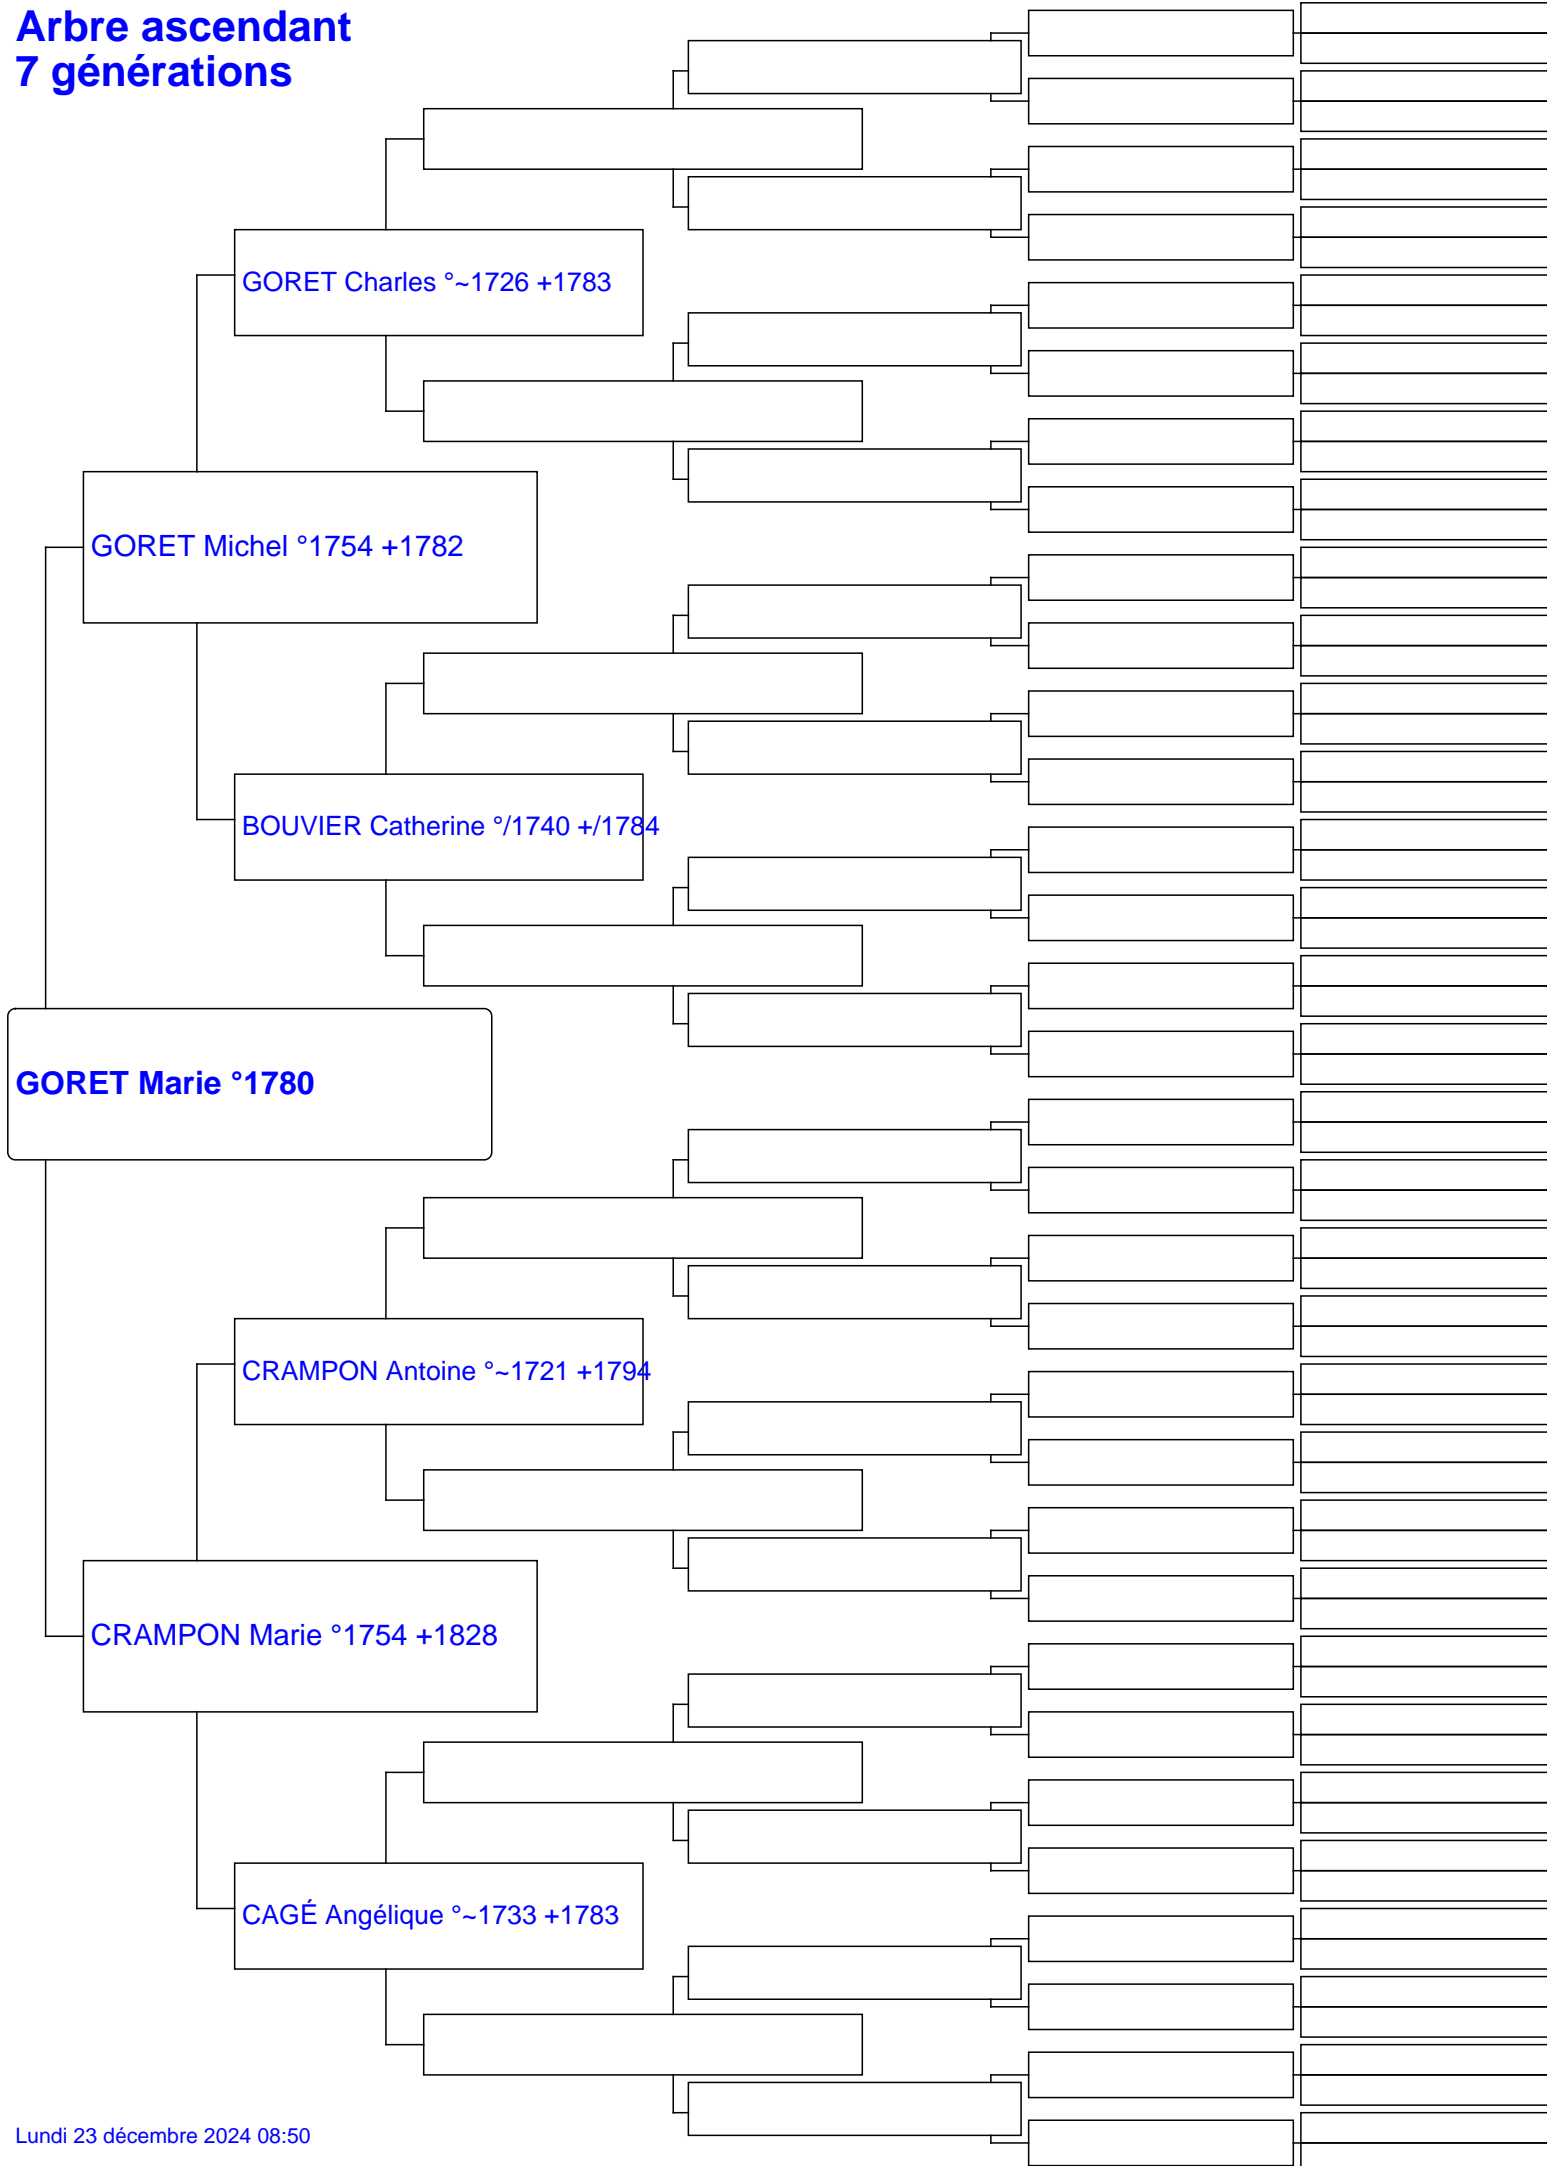 Arbre ascendant
7 générations
GORET Charles °~1726 +1783
GORET Michel °1754 +1782
BOUVIER Catherine °/1740 +/1784
GORET Marie °1780
CRAMPON Antoine °~1721 +1794
CRAMPON Marie °1754 +1828
CAGÉ Angélique °~1733 +1783
Lundi 23 décembre 2024 08:50